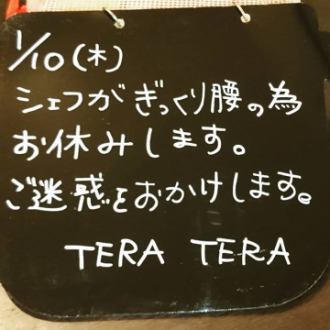 1/10(木)
シェフがぎっくり腰の為
お休みします。
ご迷惑をおかけします。
TERA TERA